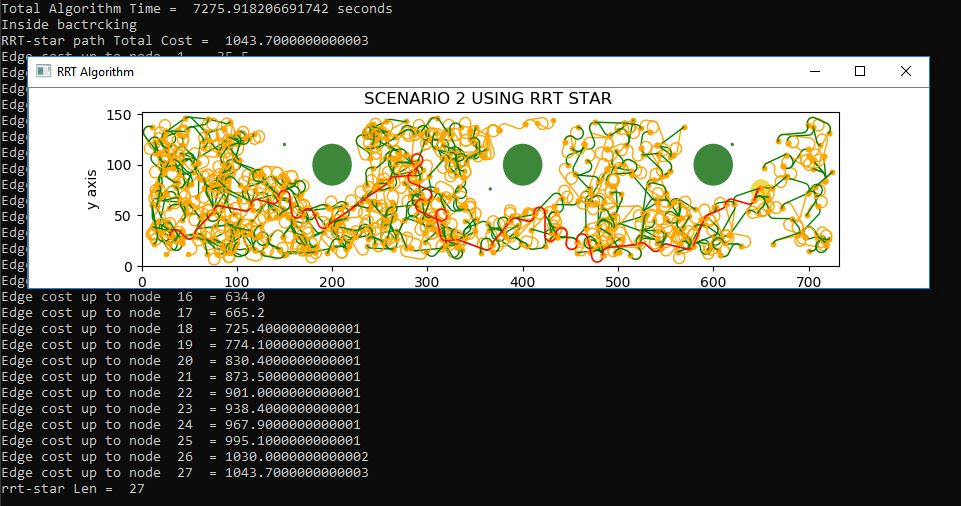 Total Algorithm Time =  7275.918206691742 seconds
Inside bactrcking
RRT-star path Total Cost =  1043.7000000000003
RRT Algorithm
SCENARIO 2 USING RRT STAR
y axis
150
100
50
0
0 100 200 300 400 500 600 700
Edge cost up to node  16  = 634.0
Edge cost up to node  17  = 665.2
Edge cost up to node  18  = 725.4000000000001
Edge cost up to node  19  = 774.1000000000001
Edge cost up to node  20  = 830.4000000000001
Edge cost up to node  21  = 873.5000000000001
Edge cost up to node  22  = 901.0000000000001
Edge cost up to node  23  = 938.4000000000001
Edge cost up to node  24  = 967.9000000000001
Edge cost up to node  25  = 995.1000000000001
Edge cost up to node  26  = 1030.0000000000002
Edge cost up to node  27  = 1043.7000000000003
rrt-star Len =  27